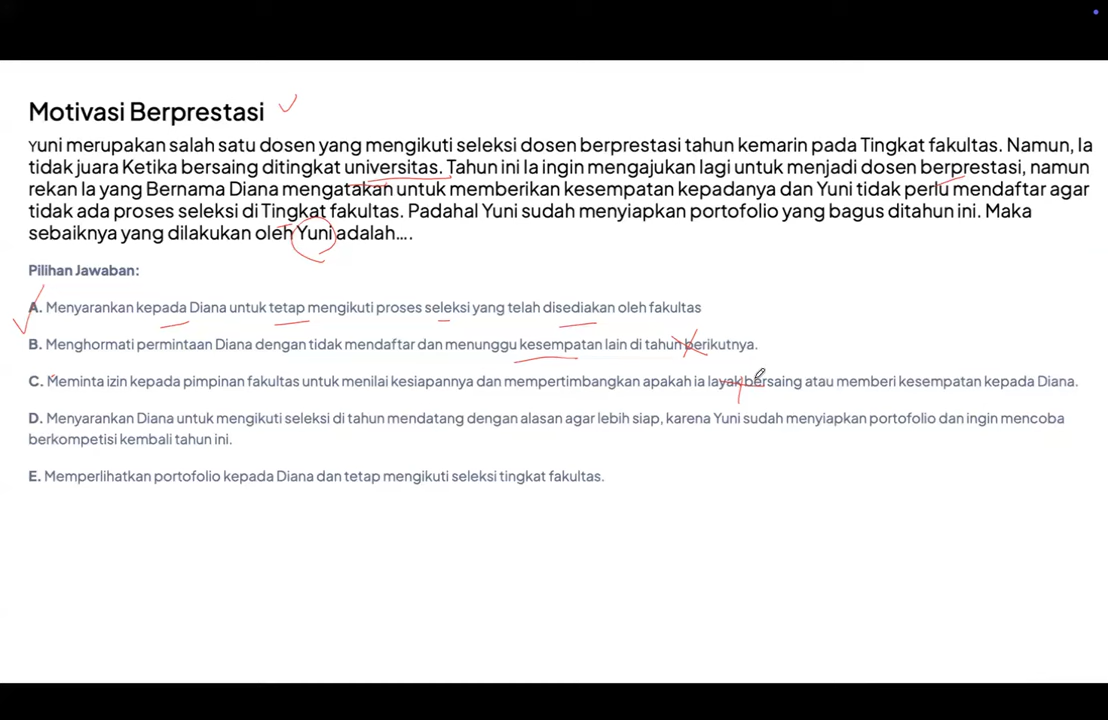 Motivasi Berprestasi
Yuni merupakan salah satu dosen yang mengikuti seleksi dosen berprestasi tahun kemarin pada Tingkat fakultas. Namun, Ia
tidak juara Ketika bersaing ditingkat universitas. Tahun ini Ia ingin mengajukan lagi untuk menjadi dosen berprestasi, namun
rekan Ia yang Bernama Diana mengatakan untuk memberikan kesempatan kepadanya dan Yuni tidak perlu mendaftar agar
tidak ada proses seleksi di Tingkat fakultas. Padahal Yuni sudah menyiapkan portofolio yang bagus ditahun ini. Maka
sebaiknya yang dilakukan oleh Yuni adalah....
Pilihan Jawaban:
A. Menyarankan kepada Diana untuk tetap mengikuti proses seleksi yang telah disediakan oleh fakultas
B. Menghormati permintaan Diana dengan tidak mendaftar dan menunggu kesempatan lain di tahun berikutnya.
C. Meminta izin kepada pimpinan fakultas untuk menilai kesiapannya dan mempertimbangkan apakah ia layak bersaing atau memberi kesempatan kepada Diana.
D. Menyarankan Diana untuk mengikuti seleksi di tahun mendatang dengan alasan agar lebih siap, karena Yuni sudah menyiapkan portofolio dan ingin mencoba
berkompetisi kembali tahun ini.
E. Memperlihatkan portofolio kepada Diana dan tetap mengikuti seleksi tingkat fakultas.